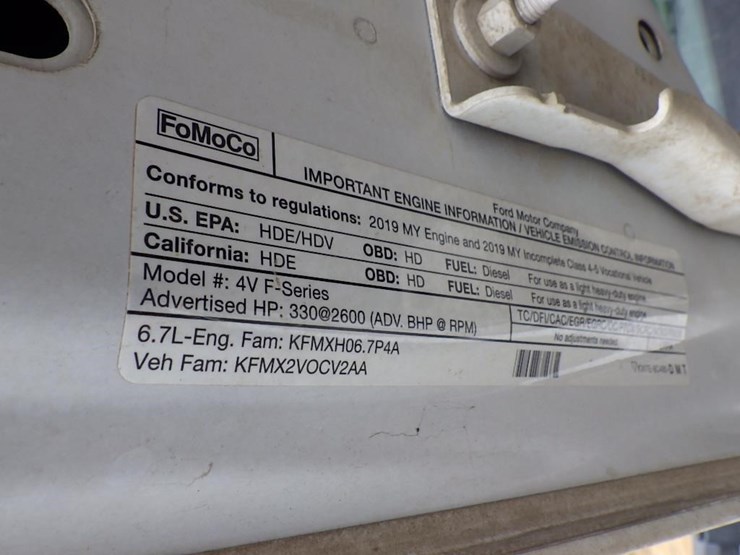 FoMoCo
Ford Motor Company
IMPORTANT ENGINE INFORMATION / VEHICLE EMISSION CONTROL INFORMATION
Conforms to regulations: 2019 MY Engine and 2019 MY Incomplete Class 4-5 Vocational Vehicle
U.S. EPA: HDE/HDV OBD: HD FUEL: Diesel For use as a light heavy-duty engine
California: HDE OBD: HD FUEL: Diesel For use as a light heavy-duty engine
Model #: 4V F-Series
TC/DFI/CAC/EGR
Advertised HP: 330@2600 (ADV. BHP @ RPM)
No adjustments needed.
6.7L-Eng. Fam: KFMXH06.7P4A
Veh Fam: KFMX2VOCV2AA